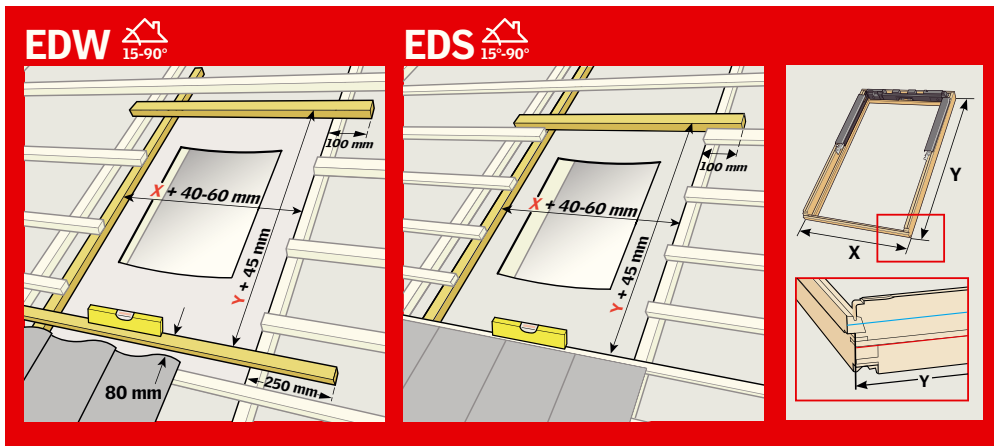 EDW
15-90°
100 mm
X + 40-60 mm
Y + 45 mm
80 mm
250 mm
EDS
15°-90°
100 mm
X + 40-60 mm
Y + 45 mm
Y
X
Y